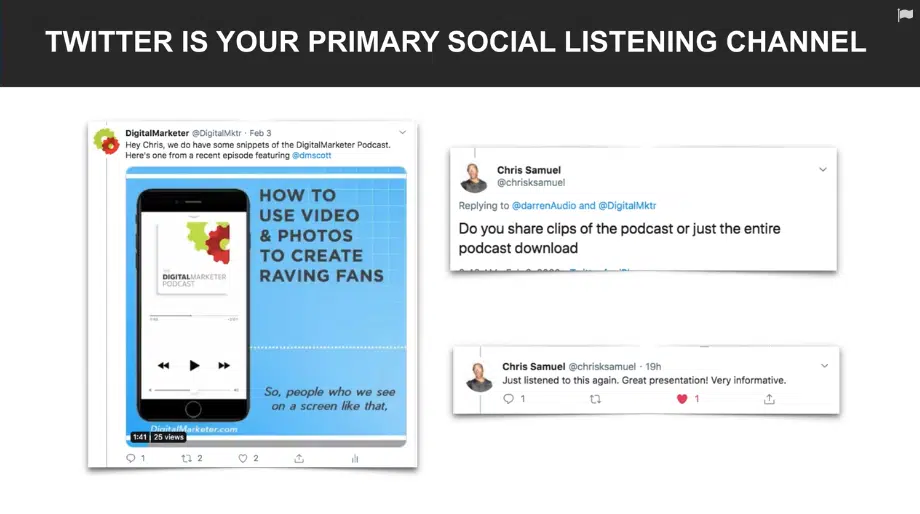 TWITTER IS YOUR PRIMARY SOCIAL LISTENING CHANNEL
DigitalMarketer @DigitalMktr · Feb 3
Hey Chris, we do have some snippets of the DigitalMarketer Podcast.
Here's one from a recent episode featuring @dmscott
HOW TO
USE VIDEO
& PHOTOS
TO CREATE
RAVING FANS
THE
DIGITALMARKETER
PODCAST
So, people who we see
on a screen like that,
DigitalMarketer.com
1:41 | 25 views
1 2 2
Chris Samuel
@chrisksamuel
Replying to @darrenAudio and @DigitalMktr
Do you share clips of the podcast or just the entire
podcast download
Chris Samuel @chrisksamuel · 19h
Just listened to this again. Great presentation! Very informative.
1 1